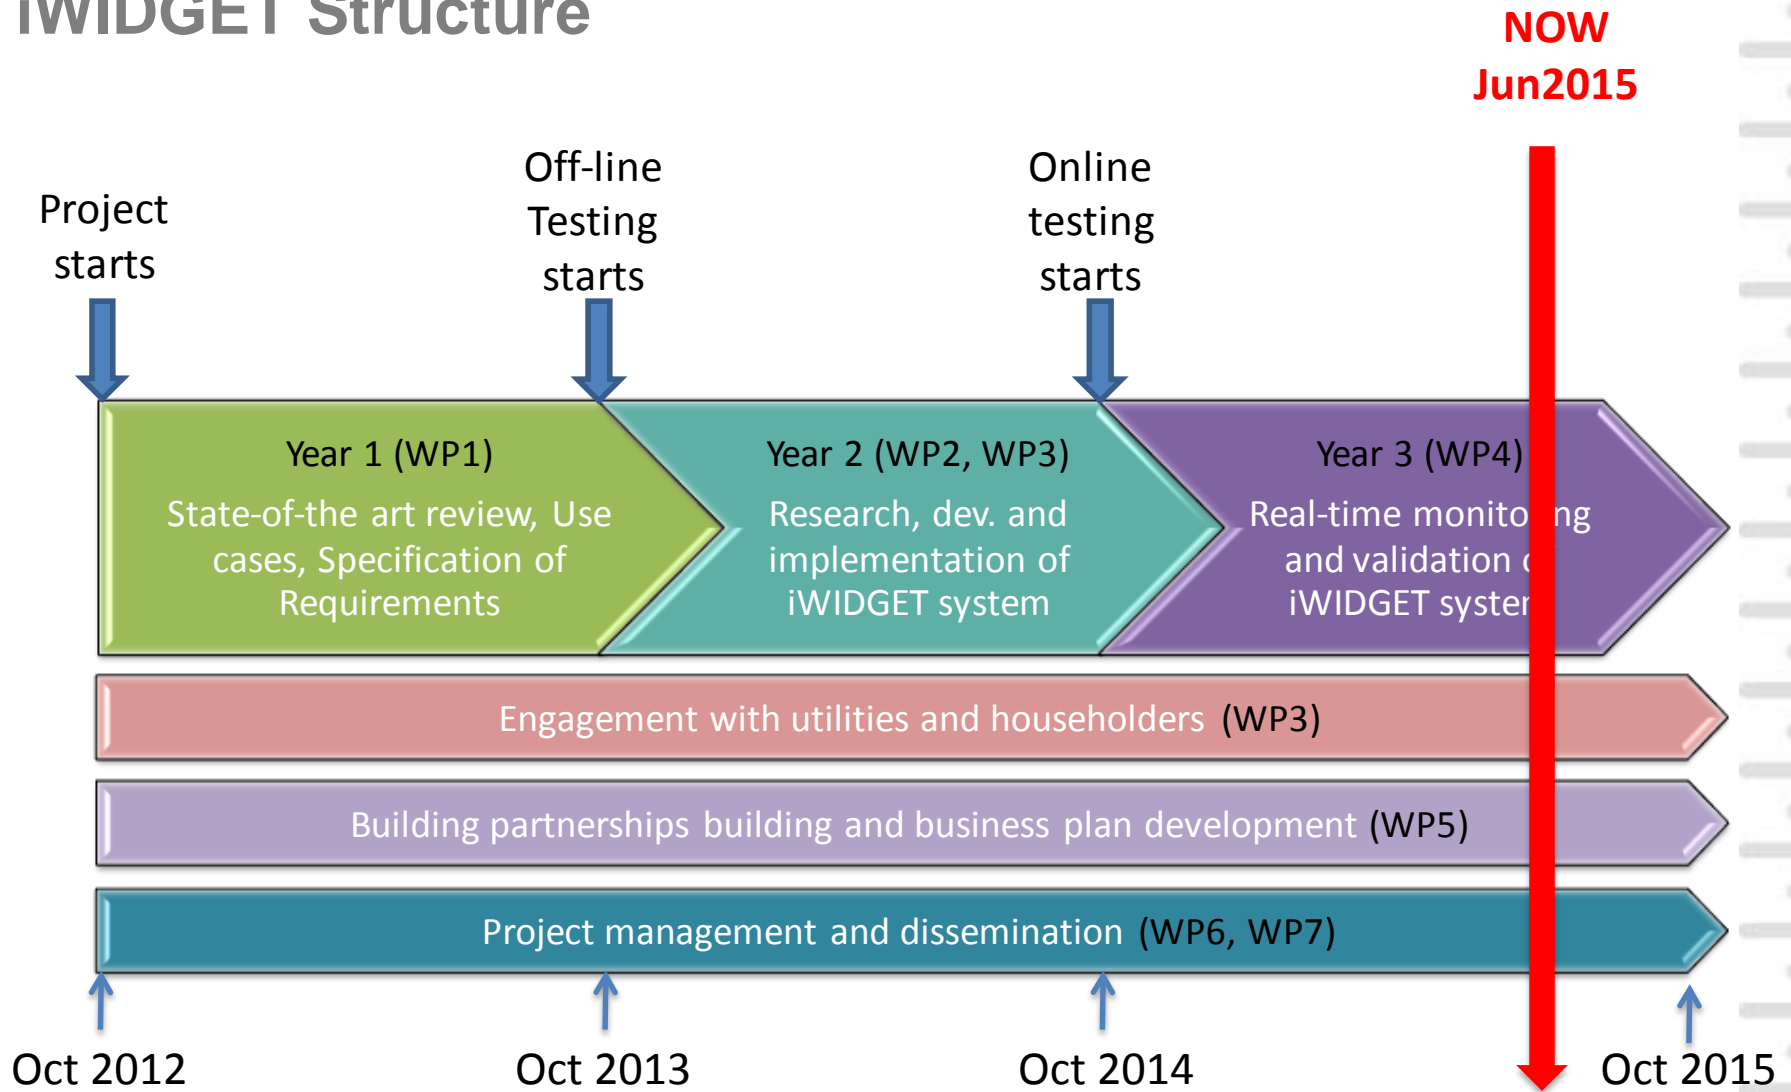 iWIDGET Structure
NOW
Jun2015
Project
starts
Off-line
Testing
starts
Online
testing
starts
Year 1 (WP1)
State-of-the art review, Use
cases, Specification of
Requirements
Year 2 (WP2, WP3)
Research, dev. and
implementation of
iWIDGET system
Year 3 (WP4)
Real-time monitoring
and validation of
iWIDGET system
Engagement with utilities and householders (WP3)
Building partnerships building and business plan development (WP5)
Project management and dissemination (WP6, WP7)
Oct 2012
Oct 2013
Oct 2014
Oct 2015